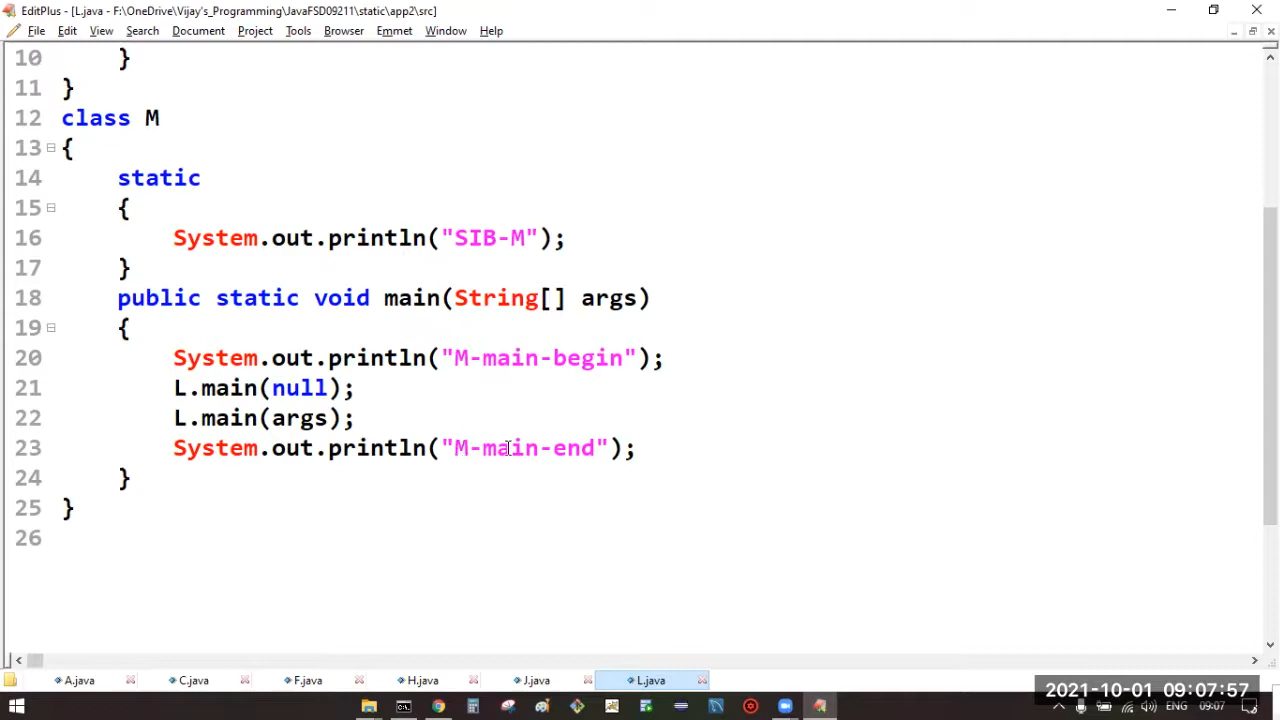 EditPlus - [L.java - F:\OneDrive\Vijay's_Programming\JavaFSD09211\static\app2\src]
File Edit View Search Document Project Tools Browser Emmet Window Help
10 }
11 }
12 class M
13 {
14 static
15 {
16 System.out.println("SIB-M");
17 }
18 public static void main(String[] args)
19 {
20 System.out.println("M-main-begin");
21 L.main(null);
22 L.main(args);
23 System.out.println("M-main-end");
24 }
25 }
26
A.java C.java F.java H.java J.java L.java
2021-10-01 09:07:57
ENG 09:07